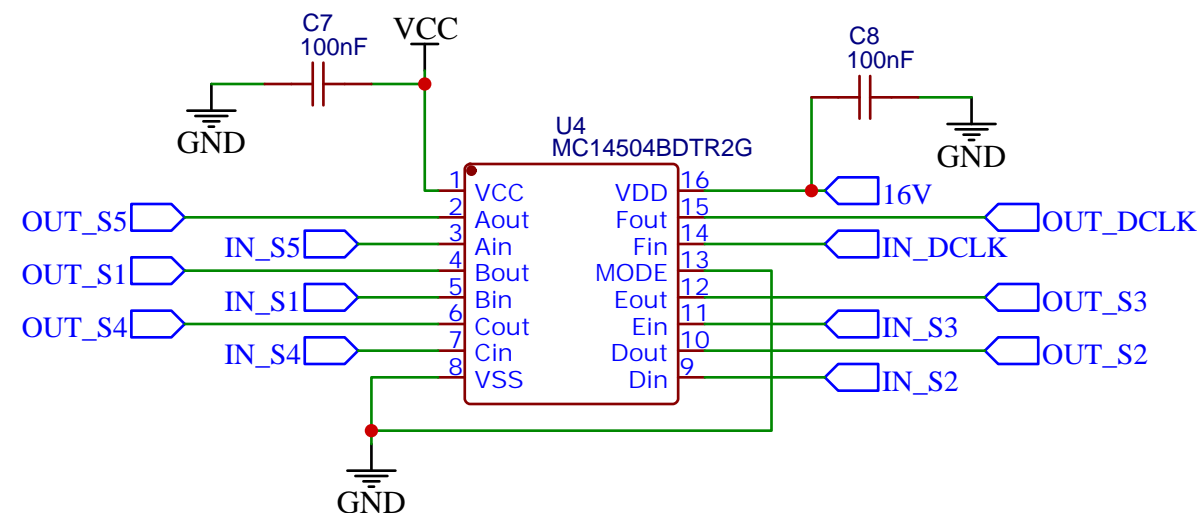 C7
100nF
VCC
GND
C8
100nF
GND
U4
MC14504BDTR2G
1 VCC
VDD 16
16V
OUT_S5
2 Aout
Fout 15
OUT_DCLK
IN_S5
3 Ain
Fin 14
IN_DCLK
OUT_S1
4 Bout
MODE 13
IN_S1
5 Bin
Eout 12
OUT_S3
OUT_S4
6 Cout
Ein 11
IN_S3
IN_S4
7 Cin
Dout 10
OUT_S2
8 VSS
Din 9
IN_S2
GND